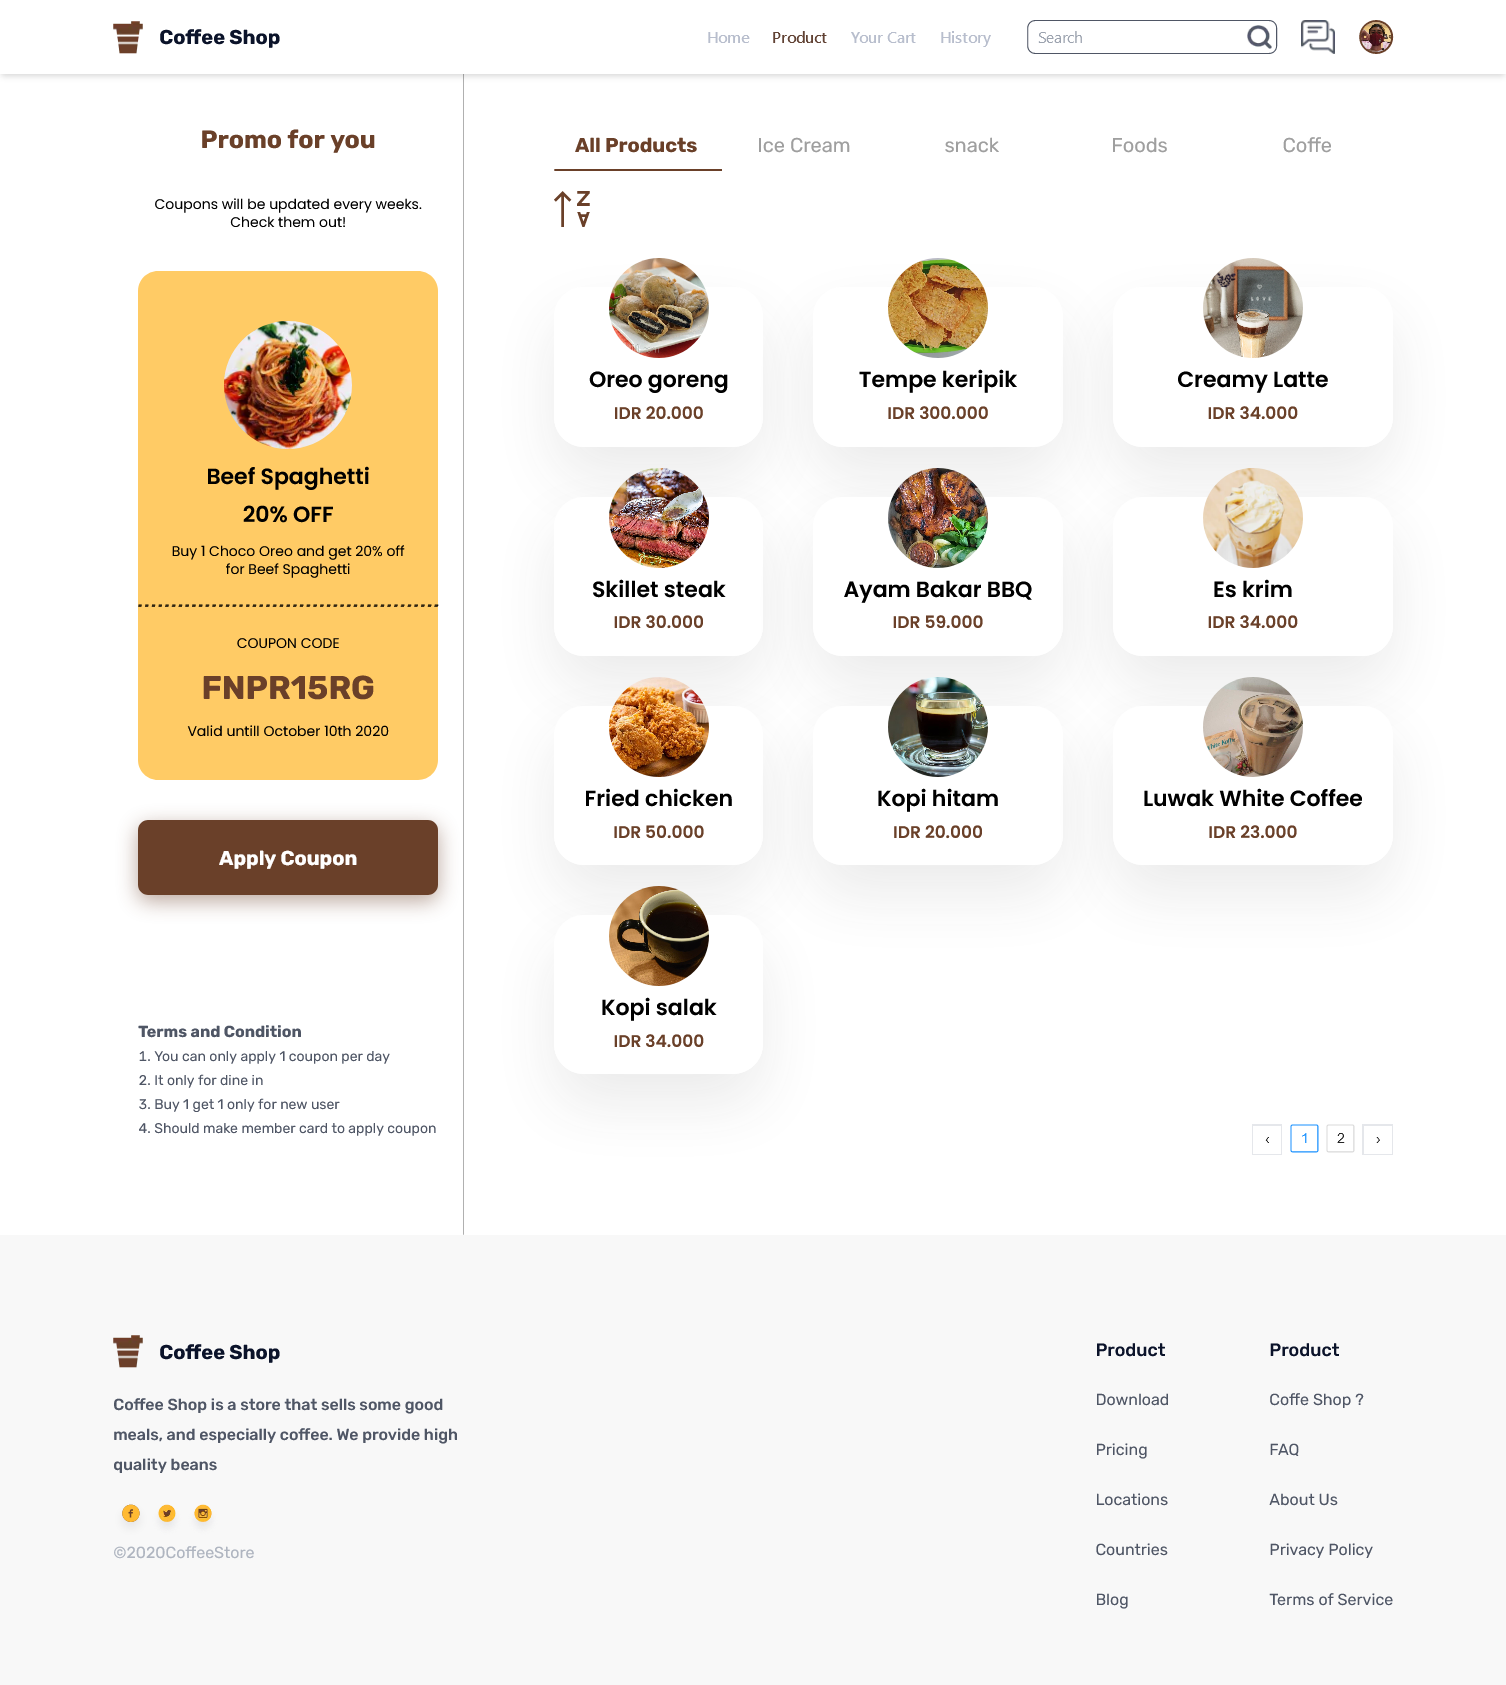 Coffee Shop
Home
Product
Your Cart
History
Search
Promo for you
Coupons will be updated every weeks.
Check them out!
Beef Spaghetti
20% OFF
Buy 1 Choco Oreo and get 20% off
for Beef Spaghetti
COUPON CODE
FNPR15RG
Valid untill October 10th 2020
Apply Coupon
Terms and Condition
1. You can only apply 1 coupon per day
2. It only for dine in
3. Buy 1 get 1 only for new user
4. Should make member card to apply coupon
All Products
Ice Cream
snack
Foods
Coffe
Oreo goreng
IDR 20.000
Tempe keripik
IDR 300.000
Creamy Latte
IDR 34.000
Skillet steak
IDR 30.000
Ayam Bakar BBQ
IDR 59.000
Es krim
IDR 34.000
Fried chicken
IDR 50.000
Kopi hitam
IDR 20.000
Luwak White Coffee
IDR 23.000
Kopi salak
IDR 34.000
‹ 1 2 ›
Coffee Shop
Coffee Shop is a store that sells some good
meals, and especially coffee. We provide high
quality beans
©2020CoffeeStore
Product
Download
Pricing
Locations
Countries
Blog
Product
Coffe Shop ?
FAQ
About Us
Privacy Policy
Terms of Service